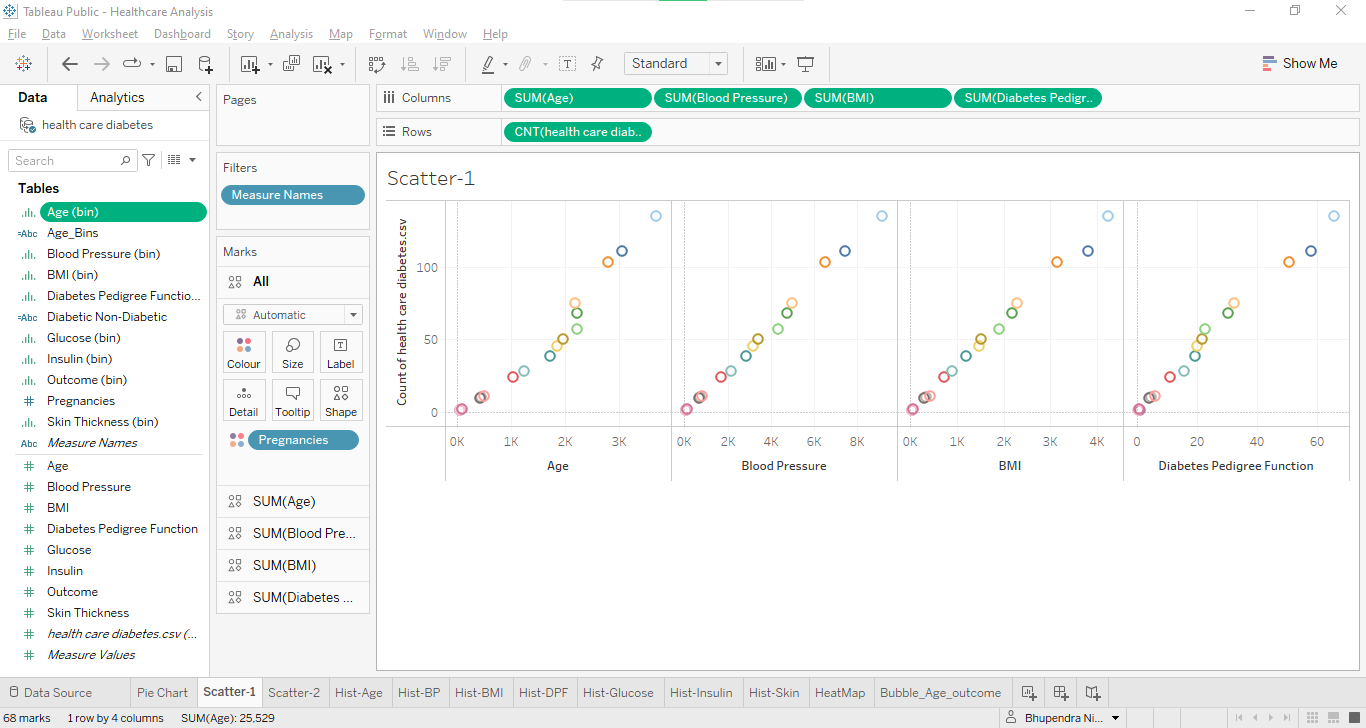 Tableau Public - Healthcare Analysis
File Data Worksheet Dashboard Story Analysis Map Format Window Help
Standard
Show Me
Data Analytics
health care diabetes
Search
Tables
Age (bin)
Abc Age_Bins
Blood Pressure (bin)
BMI (bin)
Diabetes Pedigree Functio...
Abc Diabetic Non-Diabetic
Glucose (bin)
Insulin (bin)
Outcome (bin)
Pregnancies
Skin Thickness (bin)
Abc Measure Names
Age
Blood Pressure
BMI
Diabetes Pedigree Function
Glucose
Insulin
Outcome
Skin Thickness
health care diabetes.csv (...
Measure Values
Pages
Filters
Measure Names
Marks
All
Automatic
Colour Size Label
Detail Tooltip Shape
Pregnancies
SUM(Age)
SUM(Blood Pre...
SUM(BMI)
SUM(Diabetes ...
Columns SUM(Age) SUM(Blood Pressure) SUM(BMI) SUM(Diabetes Pedigr..
Rows CNT(health care diab..
Scatter-1
Count of health care diabetes.csv
100
50
0
0K 1K 2K 3K 0K 2K 4K 6K 8K 0K 1K 2K 3K 4K 0 20 40 60
Age Blood Pressure BMI Diabetes Pedigree Function
Data Source Pie Chart Scatter-1 Scatter-2 Hist-Age Hist-BP Hist-BMI Hist-DPF Hist-Glucose Hist-Insulin Hist-Skin HeatMap Bubble_Age_outcome
68 marks 1 row by 4 columns SUM(Age): 25,529 Bhupendra Ni...